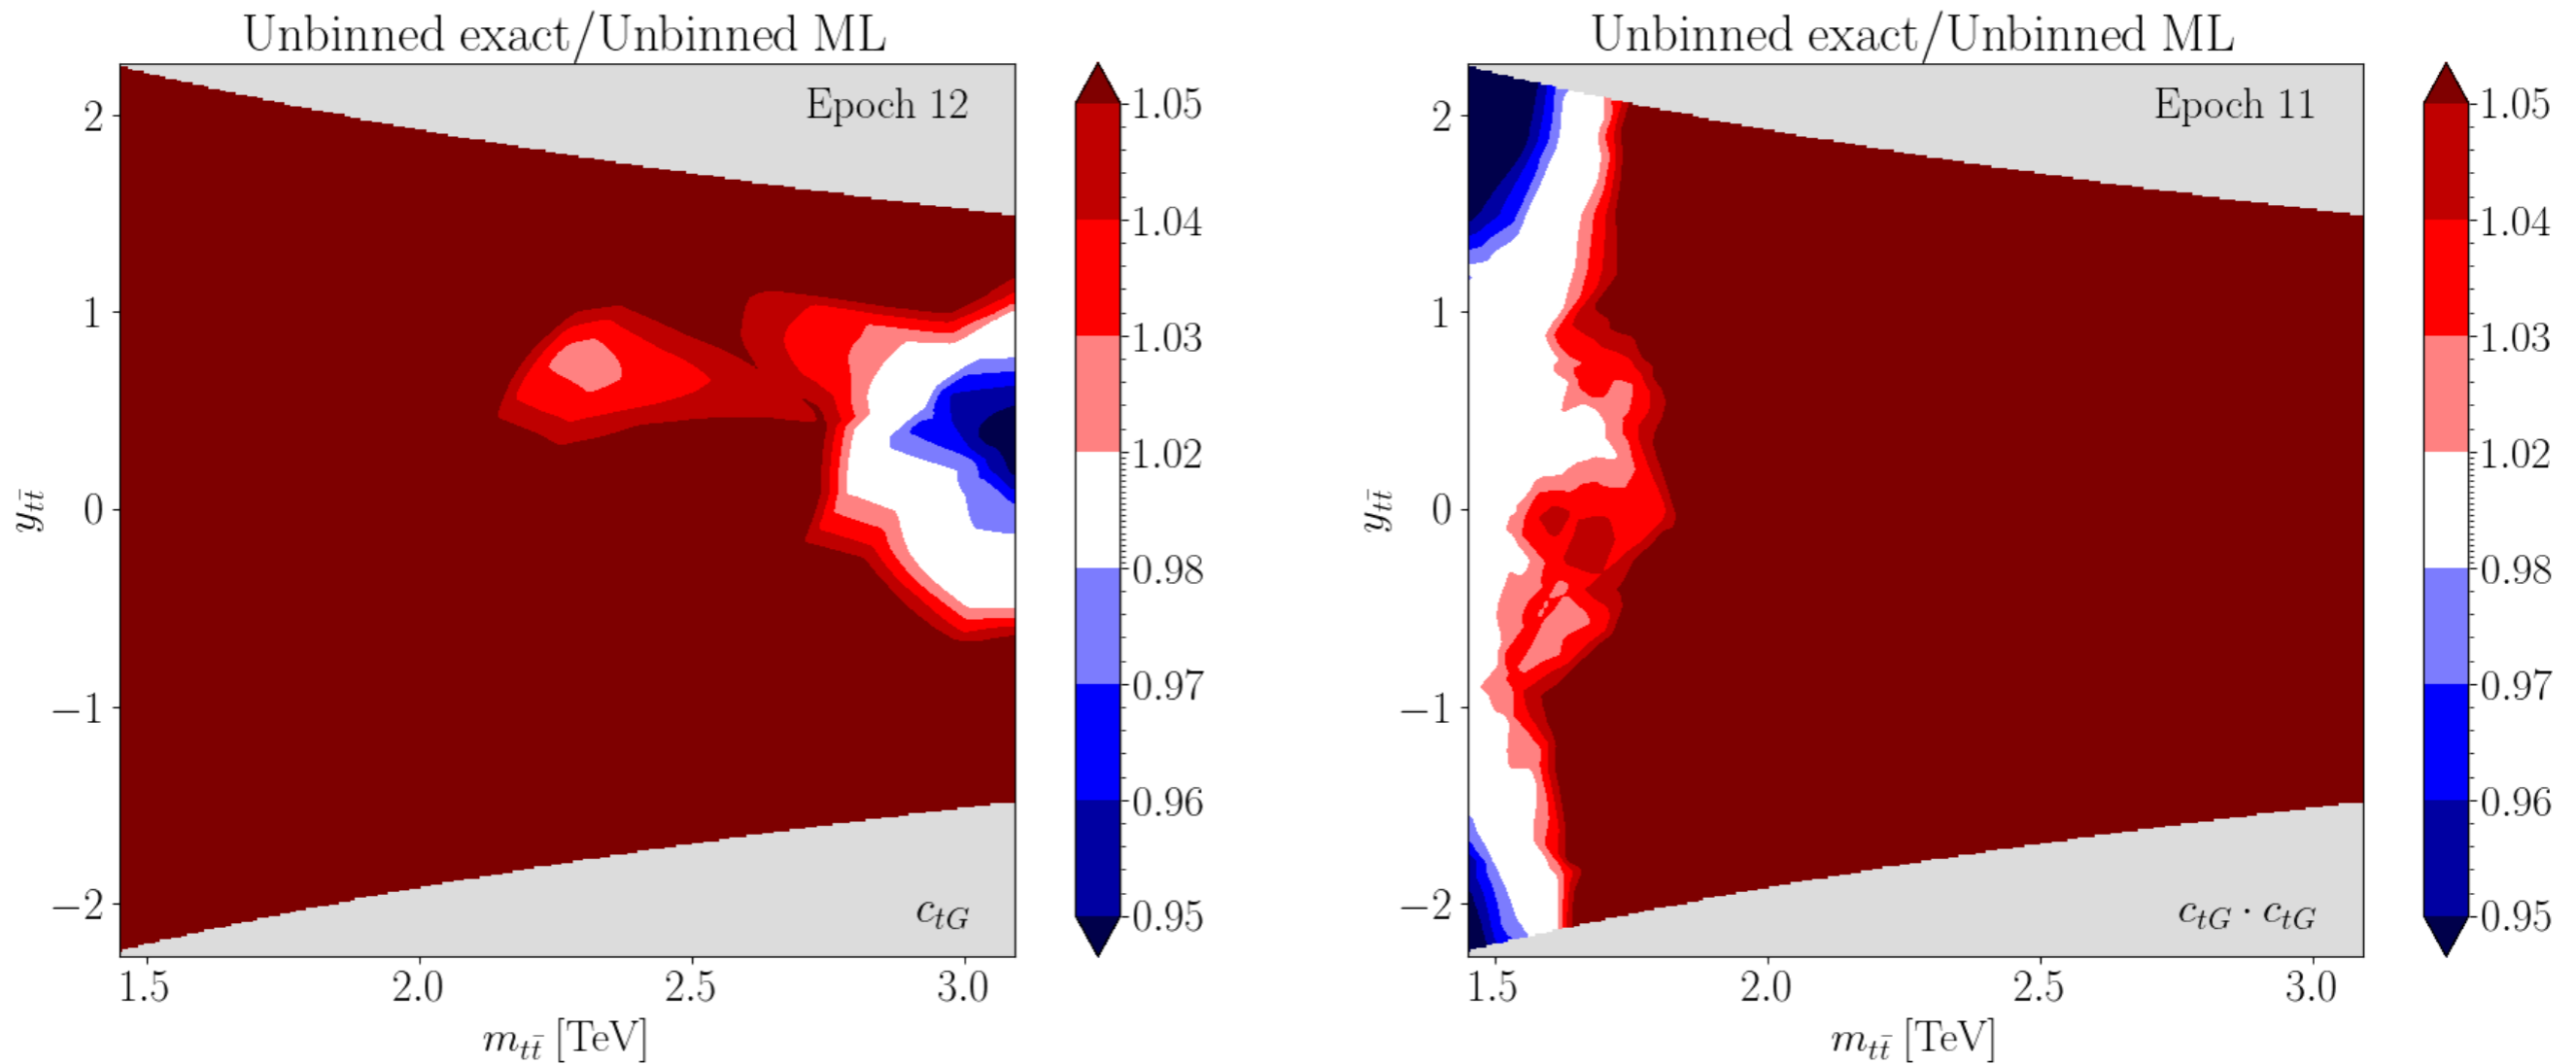 Unbinned exact/Unbinned ML
Epoch 12
2
1
0
−1
−2
y_{t\bar{t}}
c_{tG}
1.5 2.0 2.5 3.0
m_{t\bar{t}} [TeV]
1.05
1.04
1.03
1.02
0.98
0.97
0.96
0.95
Unbinned exact/Unbinned ML
Epoch 11
2
1
0
−1
−2
y_{t\bar{t}}
c_{tG} · c_{tG}
1.5 2.0 2.5 3.0
m_{t\bar{t}} [TeV]
1.05
1.04
1.03
1.02
0.98
0.97
0.96
0.95